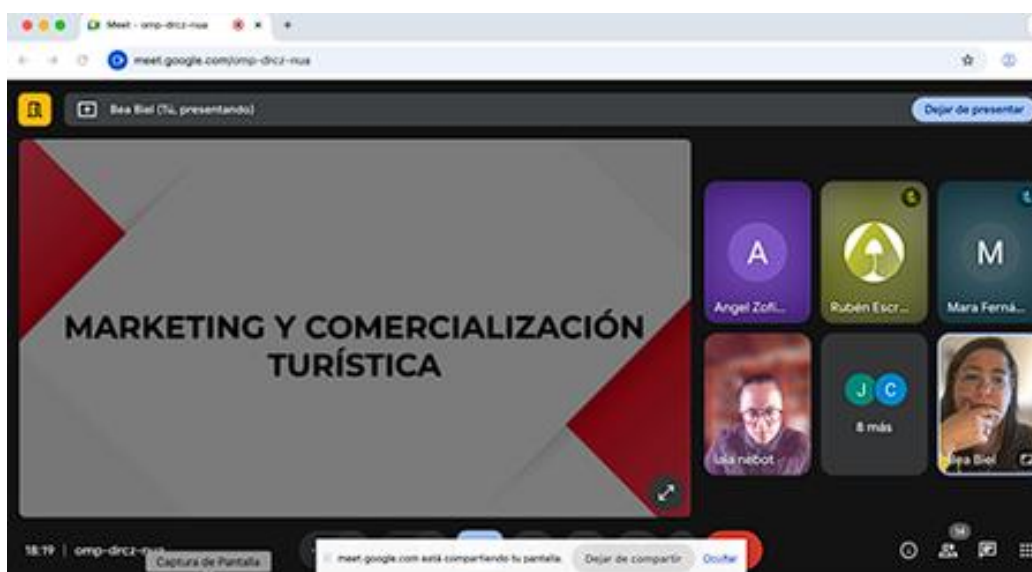 Meet - omp-drcz-nua
meet.google.com/omp-drcz-nua
Bea Biel (Tú, presentando)
Dejar de presentar
MARKETING Y COMERCIALIZACIÓN
TURÍSTICA
A
Angel Zofi...
Rubén Escr...
M
Mara Ferná...
laia nebot
J C
8 más
Bea Biel
14
18:19 | omp-drcz-nua
Captura de Pantalla
meet.google.com está compartiendo tu pantalla.
Dejar de compartir
Ocultar